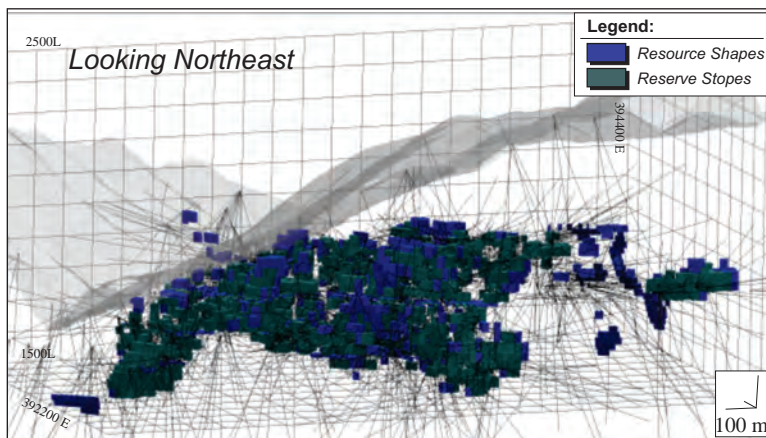 2500L
Looking Northeast
Legend:
Resource Shapes
Reserve Stopes
394400 E
1500L
392200 E
100 m